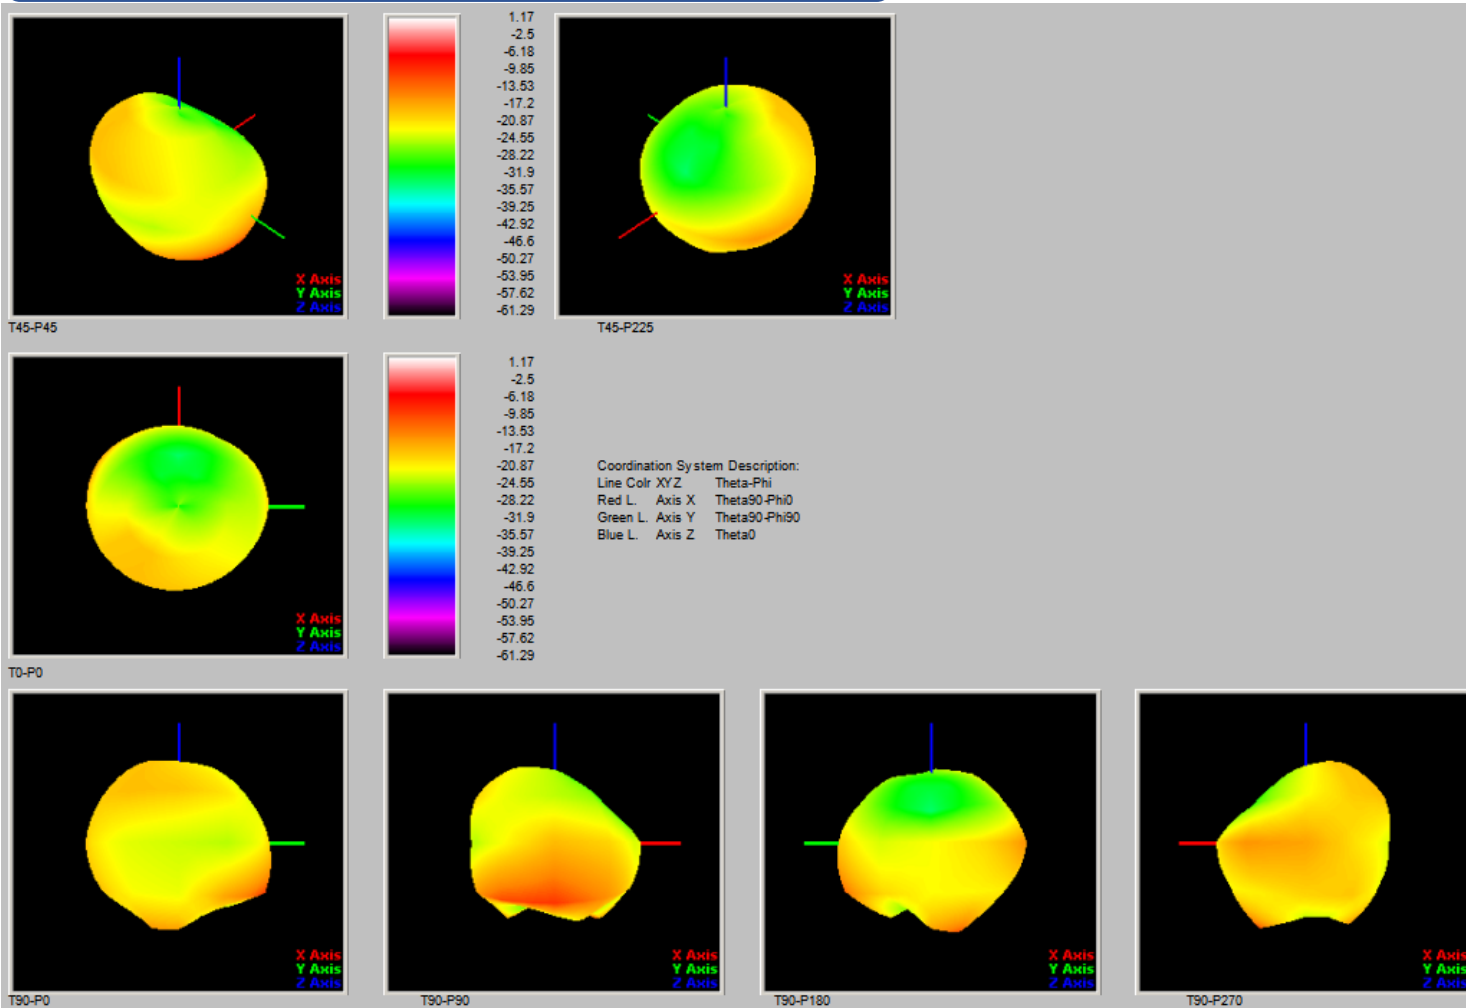 1.17
-2.5
-6.18
-9.85
-13.53
-17.2
-20.87
-24.55
-28.22
-31.9
-35.57
-39.25
-42.92
-46.6
-50.27
-53.95
-57.62
-61.29
X Axis
Y Axis
Z Axis
X Axis
Y Axis
Z Axis
T45-P45
T45-P225
1.17
-2.5
-6.18
-9.85
-13.53
-17.2
-20.87
-24.55
-28.22
-31.9
-35.57
-39.25
-42.92
-46.6
-50.27
-53.95
-57.62
-61.29
Coordination System Description:
Line Colr XYZ Theta-Phi
Red L. Axis X Theta90-Phi0
Green L. Axis Y Theta90-Phi90
Blue L. Axis Z Theta0
X Axis
Y Axis
Z Axis
T0-P0
X Axis
Y Axis
Z Axis
X Axis
Y Axis
Z Axis
X Axis
Y Axis
Z Axis
X Axis
Y Axis
Z Axis
T90-P0
T90-P90
T90-P180
T90-P270